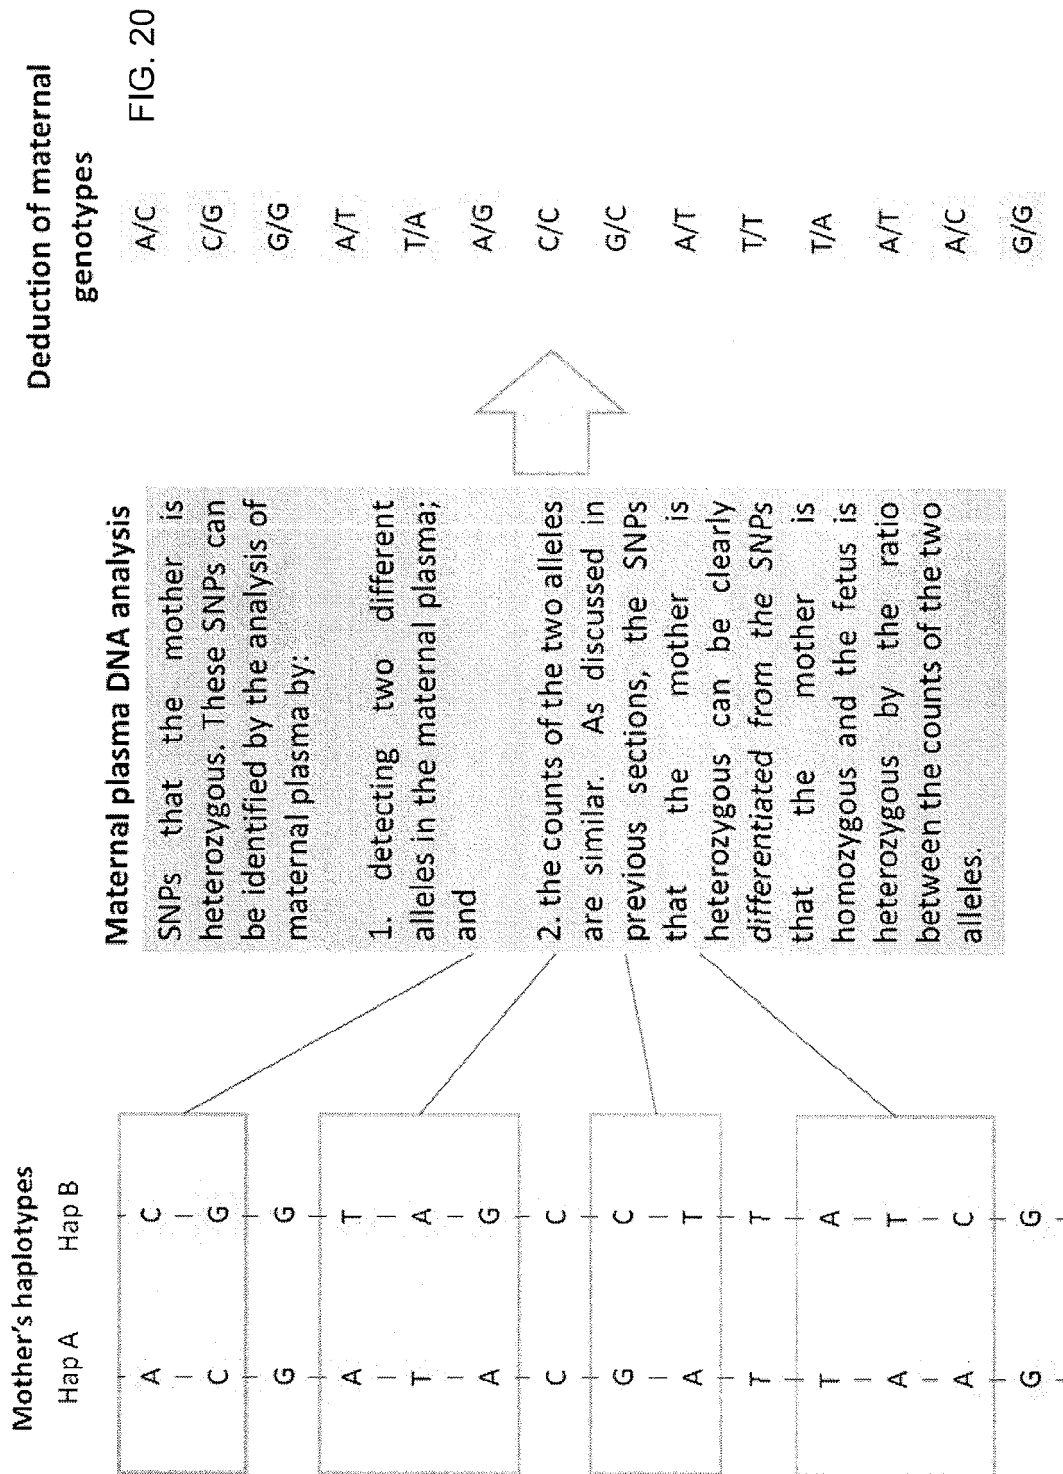 Mother's haplotypes
Hap A Hap B
A C
C G
G G
A T
T A
A G
C C
G C
A T
T T
T A
A T
A C
G G
Maternal plasma DNA analysis
SNPs that the mother is
heterozygous. These SNPs can
be identified by the analysis of
maternal plasma by:
1. detecting two different
alleles in the maternal plasma;
and
2. the counts of the two alleles
are similar. As discussed in
previous sections, the SNPs
that the mother is
heterozygous can be clearly
differentiated from the SNPs
that the mother is
homozygous and the fetus is
heterozygous by the ratio
between the counts of the two
alleles.
Deduction of maternal
genotypes
A/C
C/G
G/G
A/T
T/A
A/G
C/C
G/C
A/T
T/T
T/A
A/T
A/C
G/G
FIG. 20